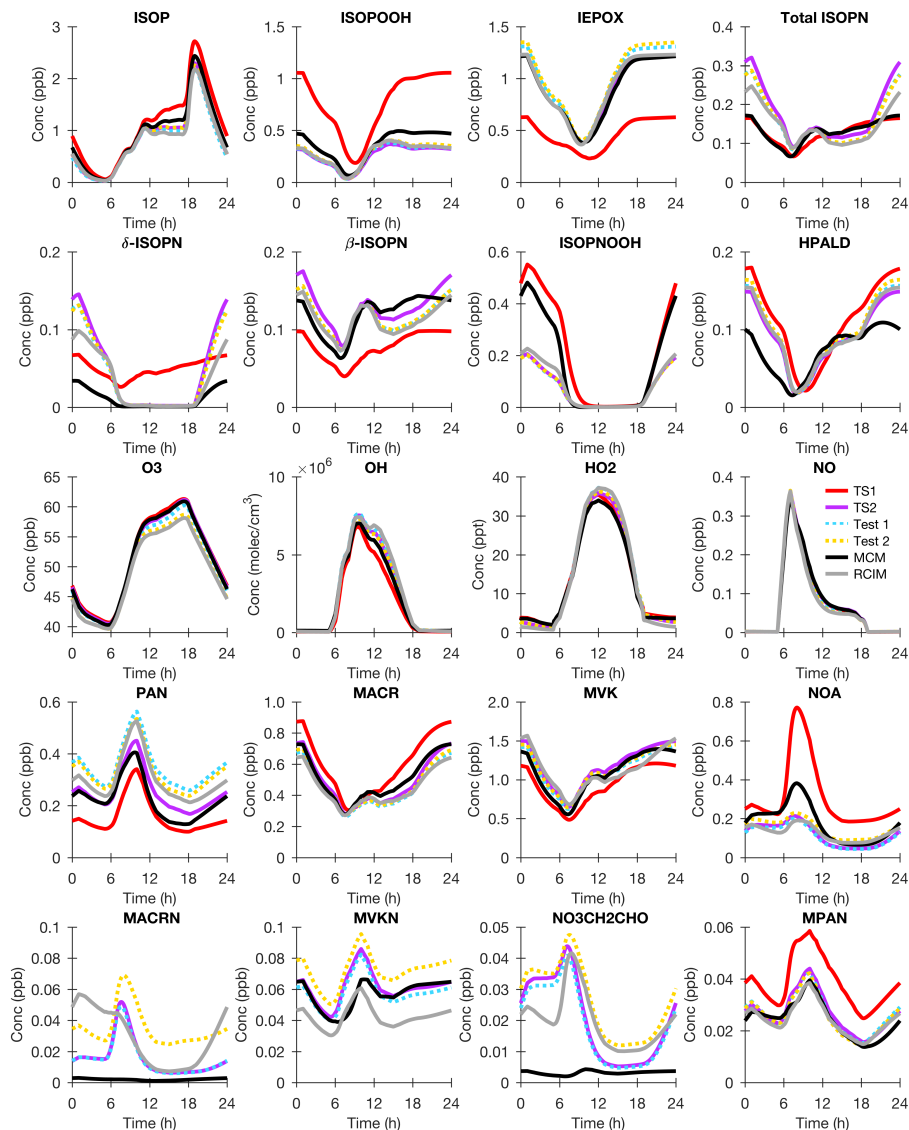 ISOP ISOPOOH IEPOX Total ISOPN
Conc (ppb) 3 2 1 0
Conc (ppb) 1.5 1.0 0.5 0
Conc (ppb) 1.5 1.0 0.5 0
Conc (ppb) 0.4 0.3 0.2 0.1 0
0 6 12 18 24 0 6 12 18 24 0 6 12 18 24 0 6 12 18 24
Time (h) Time (h) Time (h) Time (h)
δ-ISOPN β-ISOPN ISOPNOOH HPALD
Conc (ppb) 0.2 0.1 0
Conc (ppb) 0.2 0.1 0
Conc (ppb) 0.6 0.4 0.2 0
Conc (ppb) 0.2 0.1 0
0 6 12 18 24 0 6 12 18 24 0 6 12 18 24 0 6 12 18 24
Time (h) Time (h) Time (h) Time (h)
O3 OH HO2 NO
Conc (ppb) 65 60 55 50 45 40
Conc (molec/cm³) × 10⁶ 10 5 0
Conc (ppt) 40 30 20 10 0
Conc (ppb) 0.4 0.3 0.2 0.1 0
TS1
TS2
Test 1
Test 2
MCM
RCIM
0 6 12 18 24 0 6 12 18 24 0 6 12 18 24 0 6 12 18 24
Time (h) Time (h) Time (h) Time (h)
PAN MACR MVK NOA
Conc (ppb) 0.6 0.4 0.2 0
Conc (ppb) 1.0 0.8 0.6 0.4 0.2 0
Conc (ppb) 2.0 1.5 1.0 0.5 0
Conc (ppb) 0.8 0.6 0.4 0.2 0
0 6 12 18 24 0 6 12 18 24 0 6 12 18 24 0 6 12 18 24
Time (h) Time (h) Time (h) Time (h)
MACRN MVKN NO3CH2CHO MPAN
Conc (ppb) 0.1 0.08 0.06 0.04 0.02 0
Conc (ppb) 0.1 0.08 0.06 0.04 0.02 0
Conc (ppb) 0.05 0.04 0.03 0.02 0.01 0
Conc (ppb) 0.06 0.04 0.02 0
0 6 12 18 24 0 6 12 18 24 0 6 12 18 24 0 6 12 18 24
Time (h) Time (h) Time (h) Time (h)